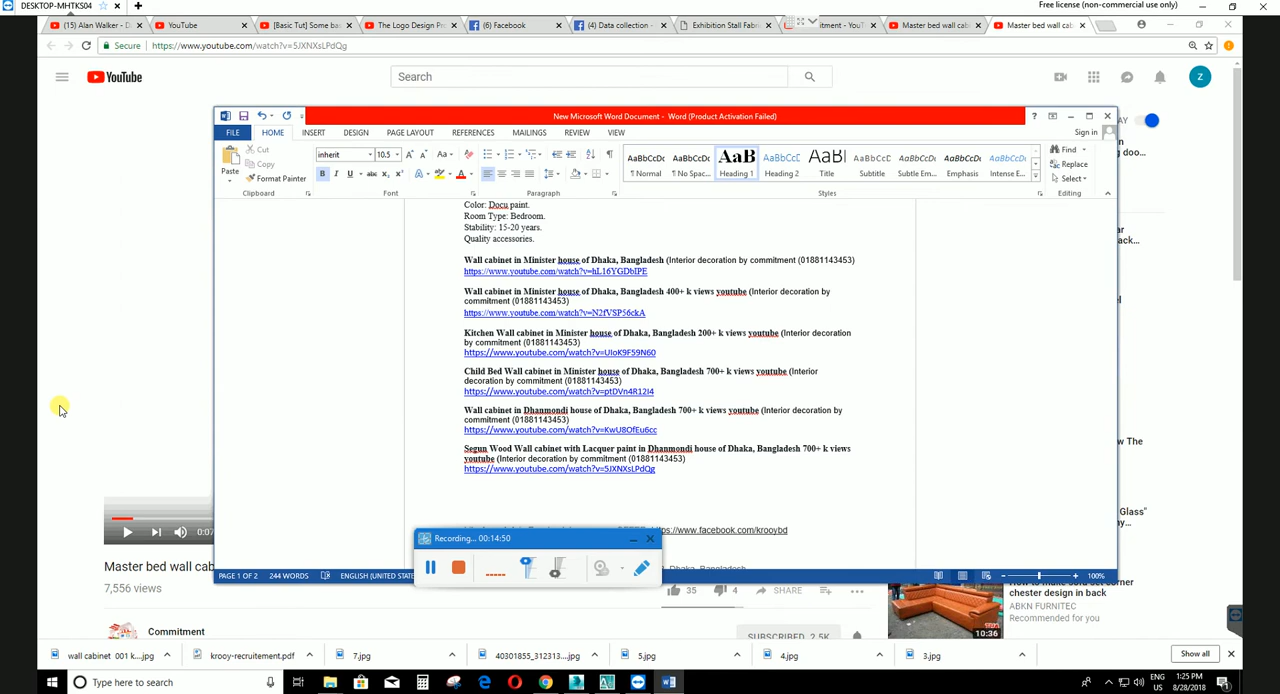 DESKTOP-MHTKS04
Free license (non-commercial use only)
(15) Alan Walker - D
YouTube
[Basic Tut] Some ba
The Logo Design Pr
(6) Facebook
(4) Data collection -
Exhibition Stall Fabr
itment - YouT
Master bed wall cab
Master bed wall cab
Secure
https://www.youtube.com/watch?v=5JXNXsLPdQg
YouTube
Search
Z
New Microsoft Word Document - Word (Product Activation Failed)
FILE HOME INSERT DESIGN PAGE LAYOUT REFERENCES MAILINGS REVIEW VIEW
Sign in
Paste
Cut
Copy
Format Painter
inherit
10.5
AaBbCcDc AaBbCcDc AaB AaBbCcD AaBl AaBbCcC AaBbCcDc AaBbCcDc AaBbCcDc
¶ Normal ¶ No Spac... Heading 1 Heading 2 Title Subtitle Subtle Em... Emphasis Intense E...
Find
Replace
Select
Clipboard Font Paragraph Styles Editing
Color: Docu paint.
Room Type: Bedroom.
Stability: 15-20 years.
Quality accessories.
Wall cabinet in Minister house of Dhaka, Bangladesh (Interior decoration by commitment (01881143453)
https://www.youtube.com/watch?v=hL16YGDbIPE
Wall cabinet in Minister house of Dhaka, Bangladesh 400+ k views youtube (Interior decoration by
commitment (01881143453)
https://www.youtube.com/watch?v=N2fVSP56ckA
Kitchen Wall cabinet in Minister house of Dhaka, Bangladesh 200+ k views youtube (Interior decoration
by commitment (01881143453)
https://www.youtube.com/watch?v=UIoK9F59N60
Child Bed Wall cabinet in Minister house of Dhaka, Bangladesh 700+ k views youtube (Interior
decoration by commitment (01881143453)
https://www.youtube.com/watch?v=ptDVn4R12I4
Wall cabinet in Dhanmondi house of Dhaka, Bangladesh 700+ k views youtube (Interior decoration by
commitment (01881143453)
https://www.youtube.com/watch?v=KwU8OfEu6cc
Segun Wood Wall cabinet with Lacquer paint in Dhanmondi house of Dhaka, Bangladesh 700+ k views
youtube (Interior decoration by commitment (01881143453)
https://www.youtube.com/watch?v=5JXNXsLPdQg
https://www.facebook.com/krooybd
Recording... 00:14:50
PAGE 1 OF 2 244 WORDS ENGLISH (UNITED STATE
100%
AY
doo...
ack...
w The
Glass"
y...
0:07
Master bed wall cab
7,556 views
35
4
SHARE
Commitment
SUBSCRIBED 2.5K
chester design in back
ABKN FURNITEC
Recommended for you
10:36
wall cabinet 001 k....jpg
krooy-recruitement.pdf
7.jpg
40301855_312313....jpg
5.jpg
4.jpg
3.jpg
Show all
Type here to search
ENG
US
1:25 PM
8/28/2018